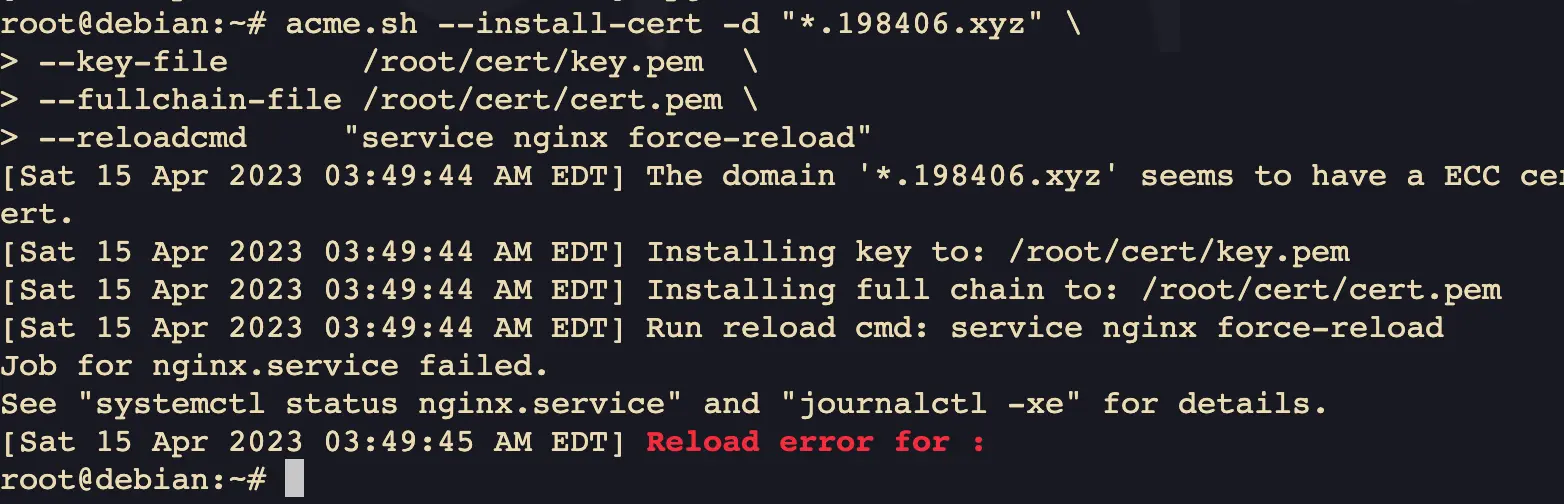 root@debian:~# acme.sh --install-cert -d "*.198406.xyz" \
> --key-file       /root/cert/key.pem  \
> --fullchain-file /root/cert/cert.pem \
> --reloadcmd     "service nginx force-reload"
[Sat 15 Apr 2023 03:49:44 AM EDT] The domain '*.198406.xyz' seems to have a ECC
ert.
[Sat 15 Apr 2023 03:49:44 AM EDT] Installing key to: /root/cert/key.pem
[Sat 15 Apr 2023 03:49:44 AM EDT] Installing full chain to: /root/cert/cert.pem
[Sat 15 Apr 2023 03:49:44 AM EDT] Run reload cmd: service nginx force-reload
Job for nginx.service failed.
See "systemctl status nginx.service" and "journalctl -xe" for details.
[Sat 15 Apr 2023 03:49:45 AM EDT] Reload error for :
root@debian:~#